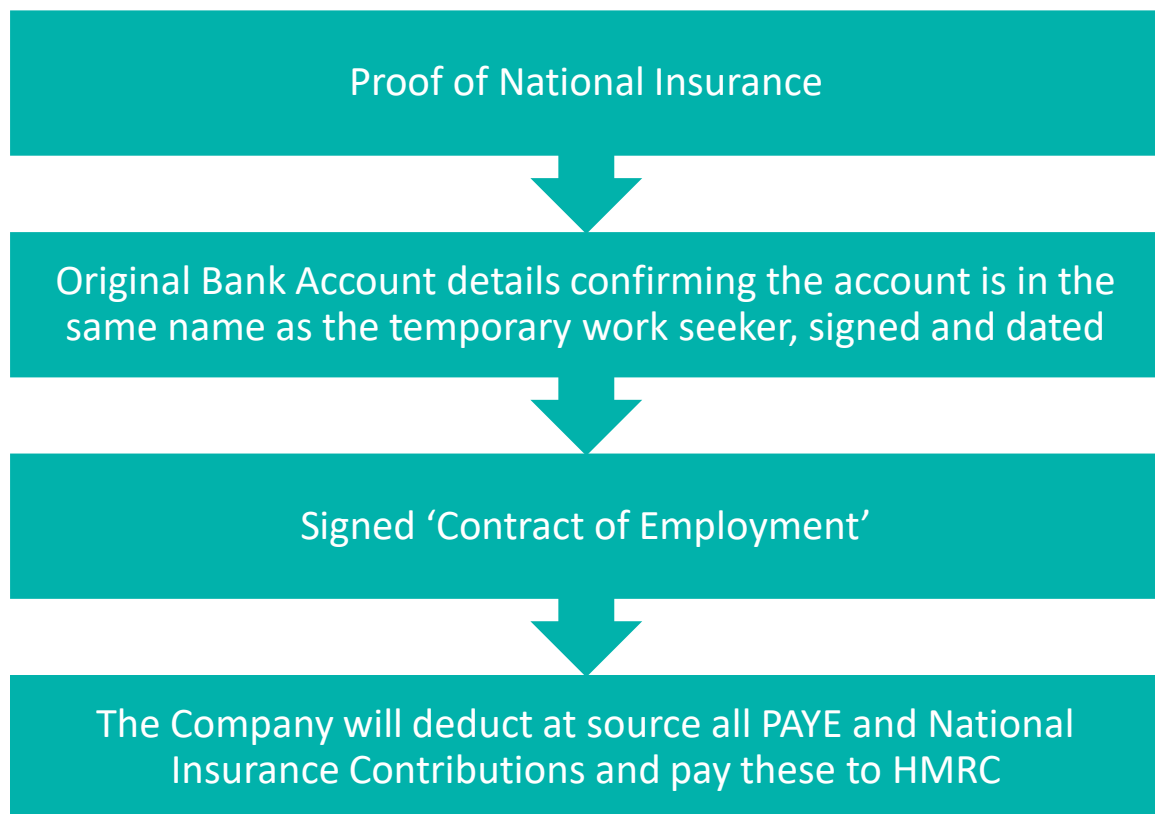 Proof of National Insurance
Original Bank Account details confirming the account is in the
same name as the temporary work seeker, signed and dated
Signed ‘Contract of Employment’
The Company will deduct at source all PAYE and National
Insurance Contributions and pay these to HMRC